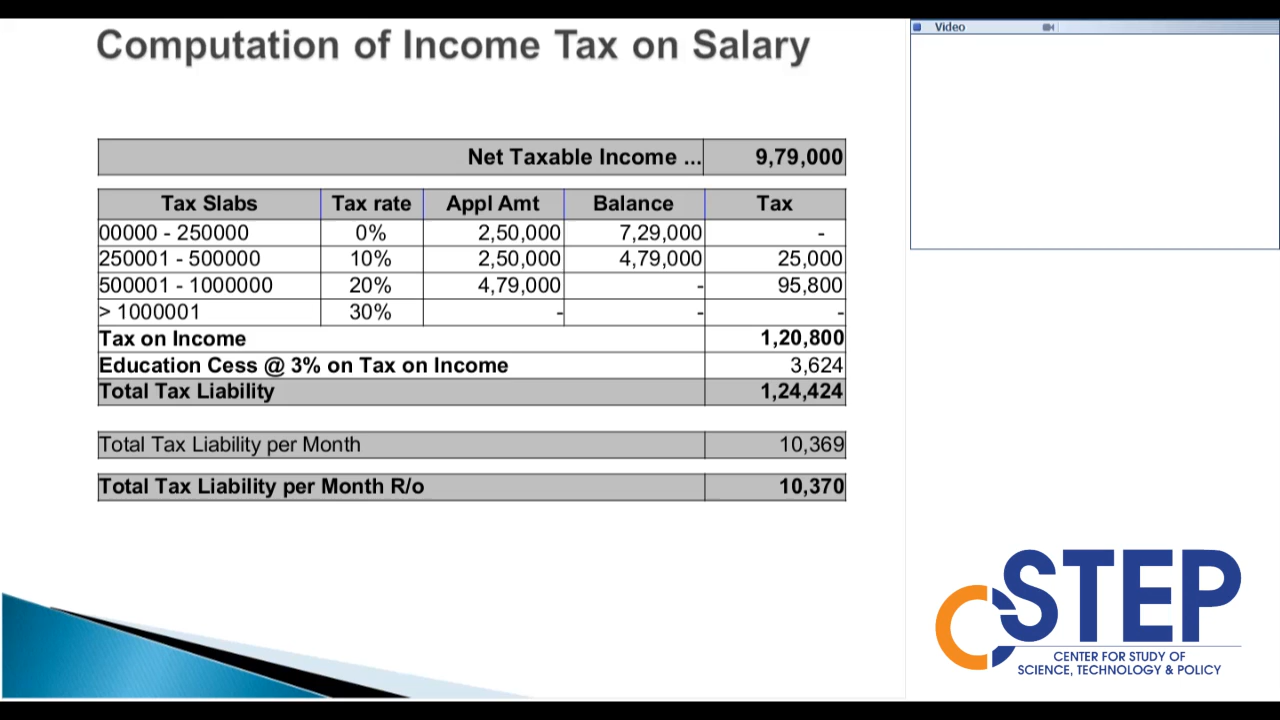 Computation of Income Tax on Salary
Video
Net Taxable Income ... 9,79,000
Tax Slabs Tax rate Appl Amt Balance Tax
00000 - 250000 0% 2,50,000 7,29,000 -
250001 - 500000 10% 2,50,000 4,79,000 25,000
500001 - 1000000 20% 4,79,000 - 95,800
> 1000001 30% - - -
Tax on Income 1,20,800
Education Cess @ 3% on Tax on Income 3,624
Total Tax Liability 1,24,424
Total Tax Liability per Month 10,369
Total Tax Liability per Month R/o 10,370
CSTEP
CENTER FOR STUDY OF
SCIENCE, TECHNOLOGY & POLICY